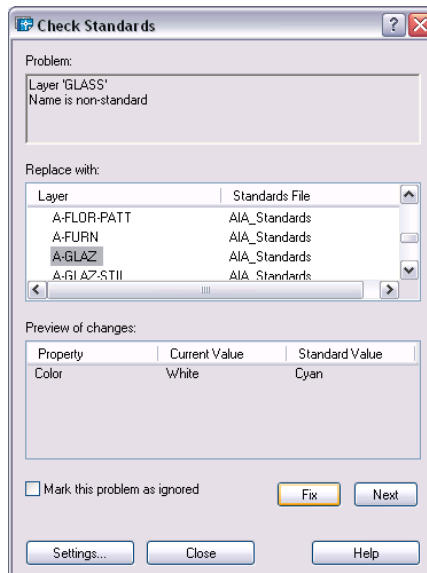 Check Standards
Problem:
Layer 'GLASS'
Name is non-standard
Replace with:
Layer Standards File
A-FLOR-PATT AIA_Standards
A-FURN AIA_Standards
A-GLAZ AIA_Standards
A-GLAZ-STIL AIA_Standards
Preview of changes:
Property Current Value Standard Value
Color White Cyan
Mark this problem as ignored
Fix Next
Settings... Close Help